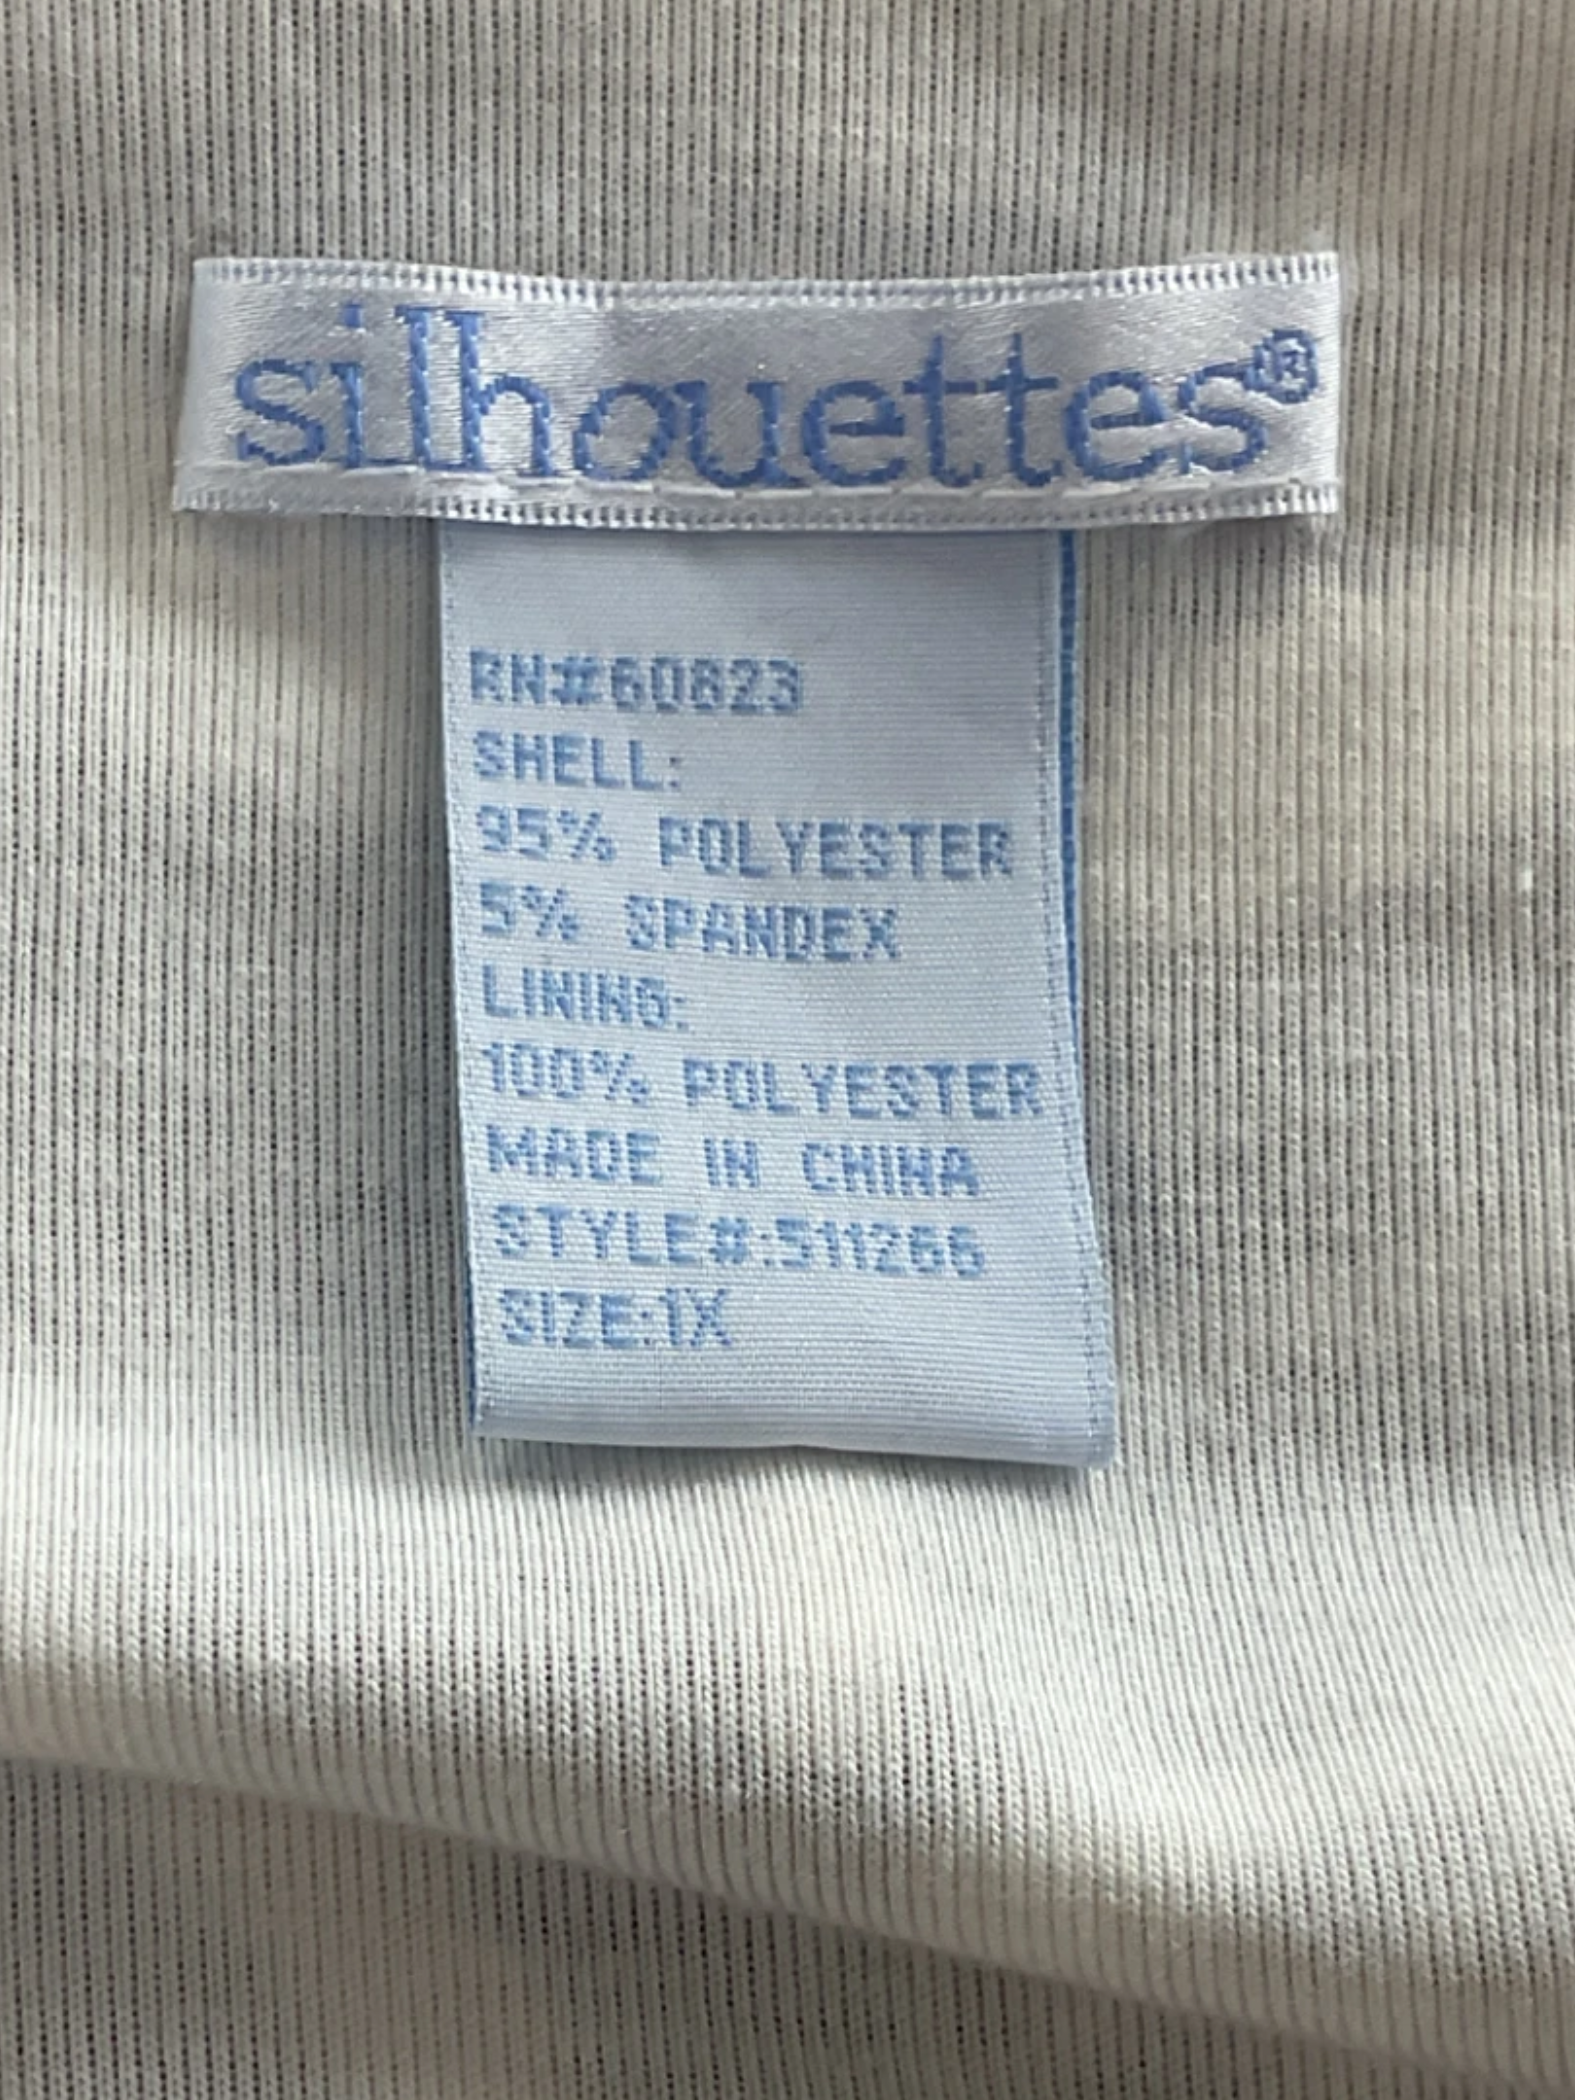 silhouettes®
RN#60823
SHELL:
95% POLYESTER
5% SPANDEX
LINING:
100% POLYESTER
MADE IN CHINA
STYLE#:511266
SIZE:1X